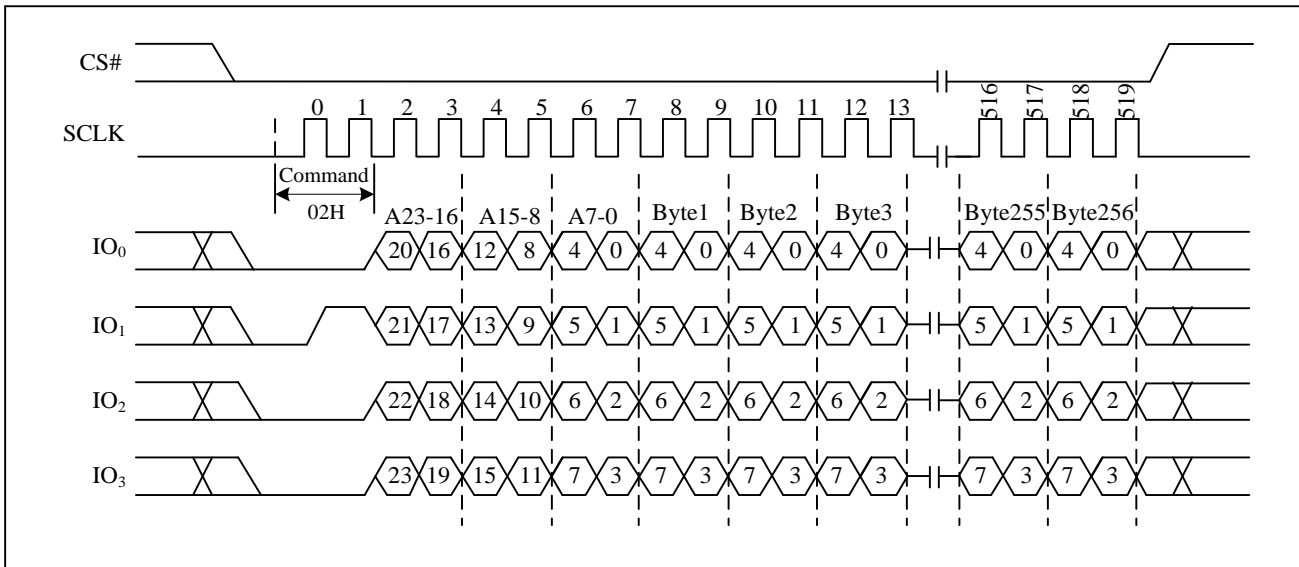 CS#
0 1 2 3 4 5 6 7 8 9 10 11 12 13 516 517 518 519
SCLK
Command
02H
A23-16 A15-8 A7-0 Byte1 Byte2 Byte3 Byte255 Byte256
IO0 20 16 12 8 4 0 4 0 4 0 4 0 4 0 4 0
IO1 21 17 13 9 5 1 5 1 5 1 5 1 5 1 5 1
IO2 22 18 14 10 6 2 6 2 6 2 6 2 6 2 6 2
IO3 23 19 15 11 7 3 7 3 7 3 7 3 7 3 7 3